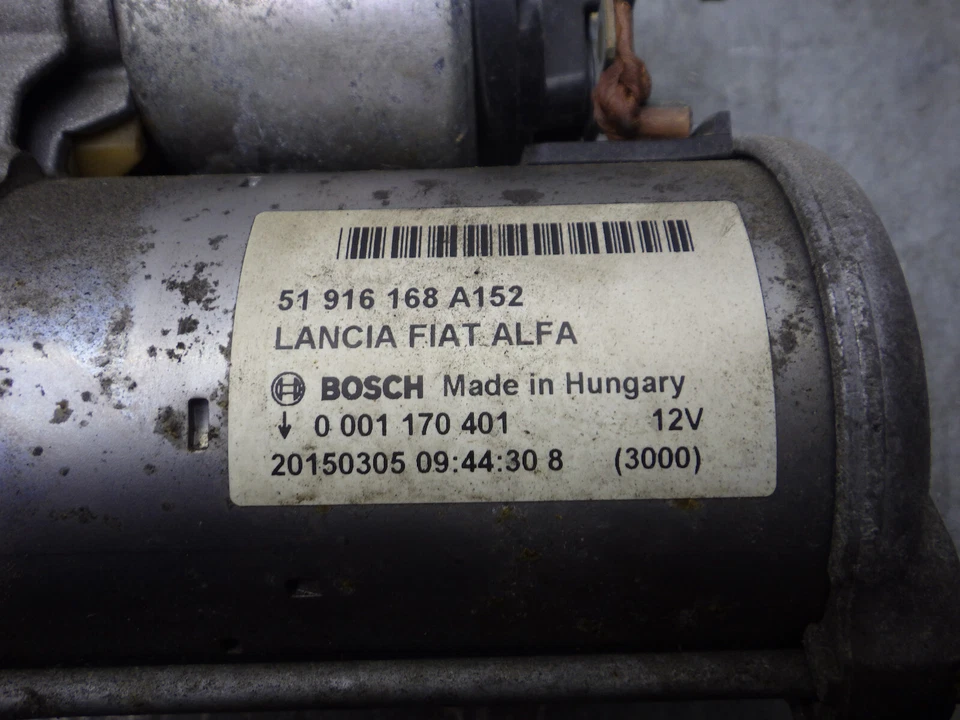 51 916 168 A152
LANCIA FIAT ALFA
BOSCH Made in Hungary
↓ 0 001 170 401 12V
20150305 09:44:30 8 (3000)